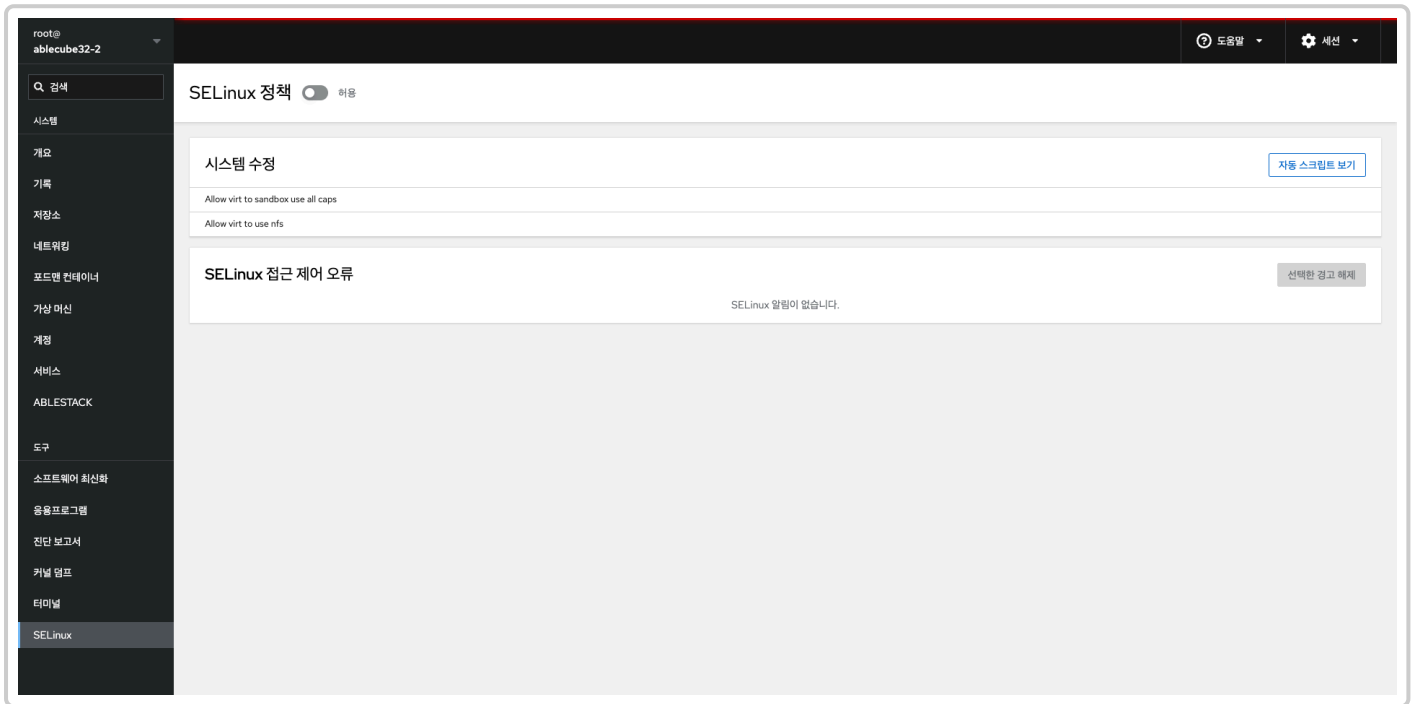 root@
ablecube32-2
도움말
세션
검색
SELinux 정책
허용
시스템
개요
기록
저장소
네트워킹
포드맨 컨테이너
가상 머신
계정
서비스
ABLESTACK
도구
소프트웨어 최신화
응용프로그램
진단 보고서
커널 덤프
터미널
SELinux
시스템 수정
자동 스크립트 보기
Allow virt to sandbox use all caps
Allow virt to use nfs
SELinux 접근 제어 오류
선택한 경고 해제
SELinux 알림이 없습니다.